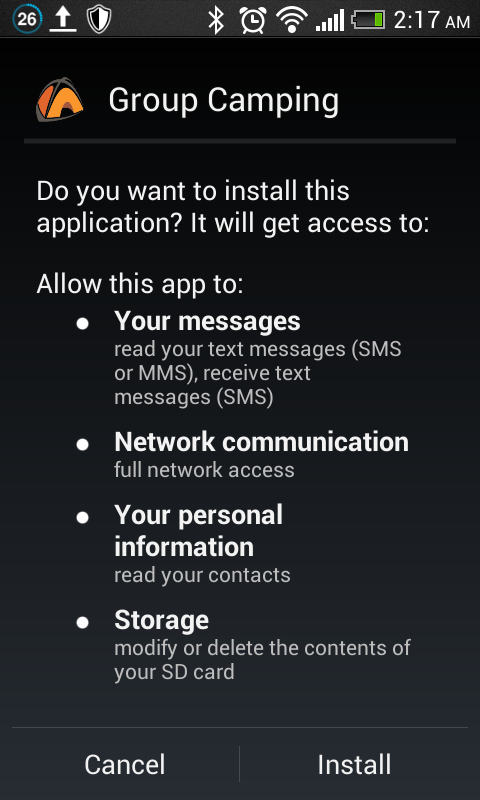 26 2:17 AM
Group Camping
Do you want to install this
application? It will get access to:
Allow this app to:
Your messages
read your text messages (SMS
or MMS), receive text
messages (SMS)
Network communication
full network access
Your personal
information
read your contacts
Storage
modify or delete the contents of
your SD card
Cancel Install